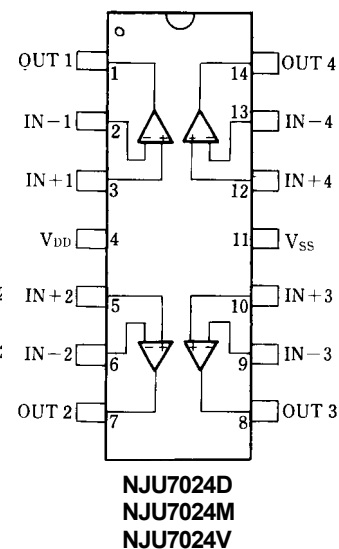 OUT 1 1 14 OUT 4
IN-1 2 13 IN-4
IN+1 3 12 IN+4
VDD 4 11 VSS
IN+2 5 10 IN+3
IN-2 6 9 IN-3
OUT 2 7 8 OUT 3
NJU7024D
NJU7024M
NJU7024V